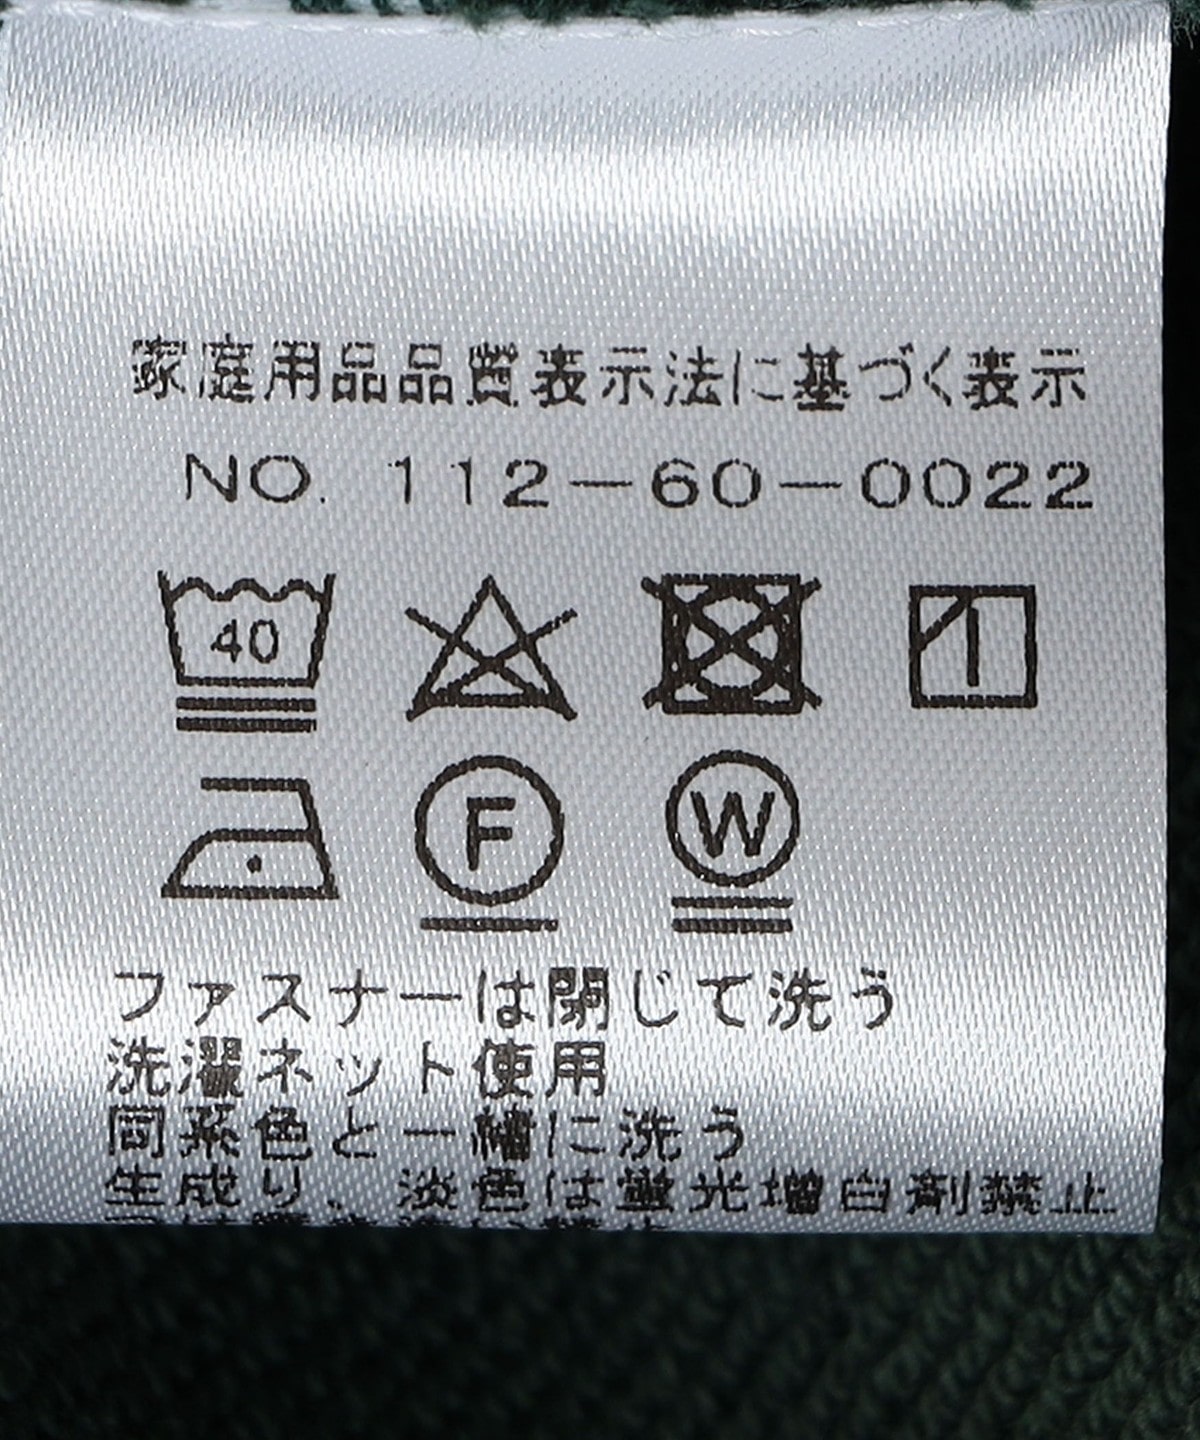 家庭用品品質表示法に基づく表示
NO. 112-60-0022
40
F
W
ファスナーは閉じて洗う
洗濯ネット使用
同系色と一緒に洗う
生成り、淡色は蛍光増白剤禁止